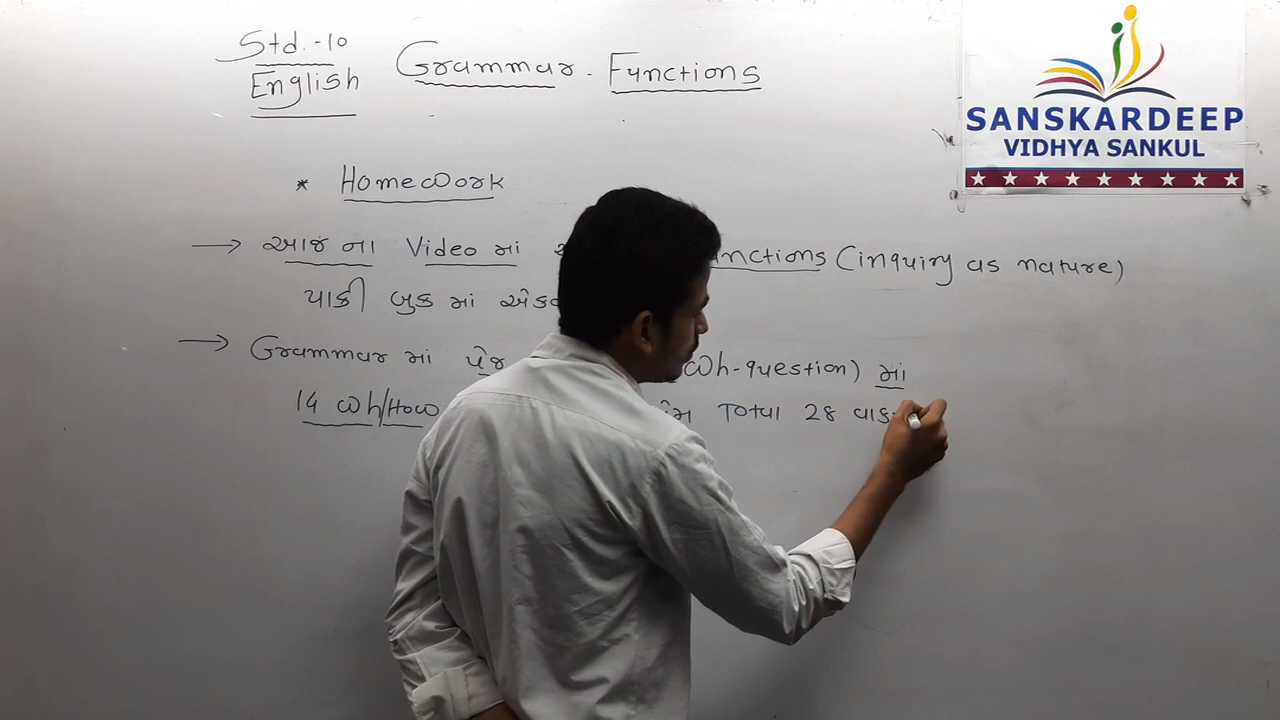 Std.-10
English Grammar. Functions
SANSKARDEEP
VIDHYA SANKUL
* Homework
→ આજ ના Video માં (inquiry as nature)
પાકી બુક માં
→ Grammar માં પેજ Wh-question) માં
14 Wh/How Total 28